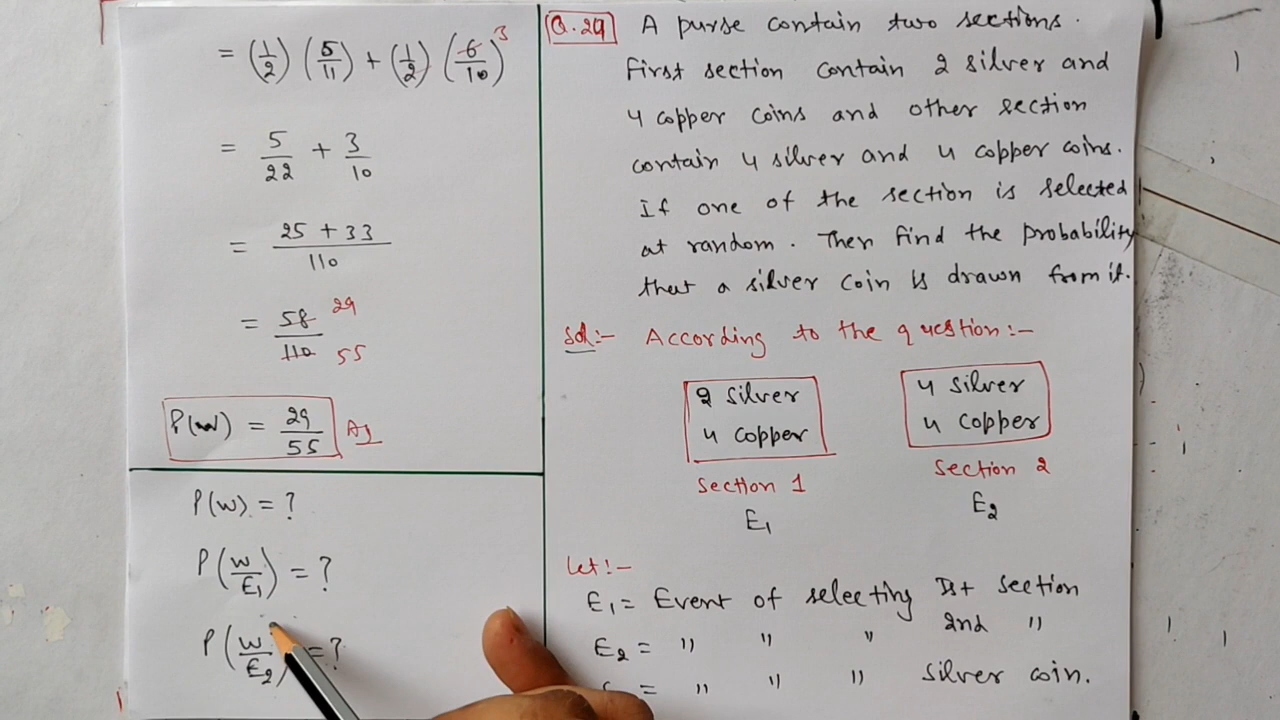 = (1/2) (5/11) + (1/2) (6/10) 3
= 5/22 + 3/10
= 25 + 33 / 110
= 58/110 29 55
P(W) = 29/55 Ay
P(W) = ?
P(W/E₁) = ?
P(W/E₂) = ?
Q.29 A purse contain two sections.
First section contain 2 silver and
4 copper coins and other section
contain 4 silver and 4 copper coins.
If one of the section is selected
at random. Then find the probability
that a silver coin is drawn from it.
Sol:- According to the question:-
2 silver
4 copper
Section 1
E₁
4 silver
4 copper
Section 2
E₂
Let:-
E₁ = Event of selecting Ist section
E₂ = " " " 2nd "
= " " " silver coin.